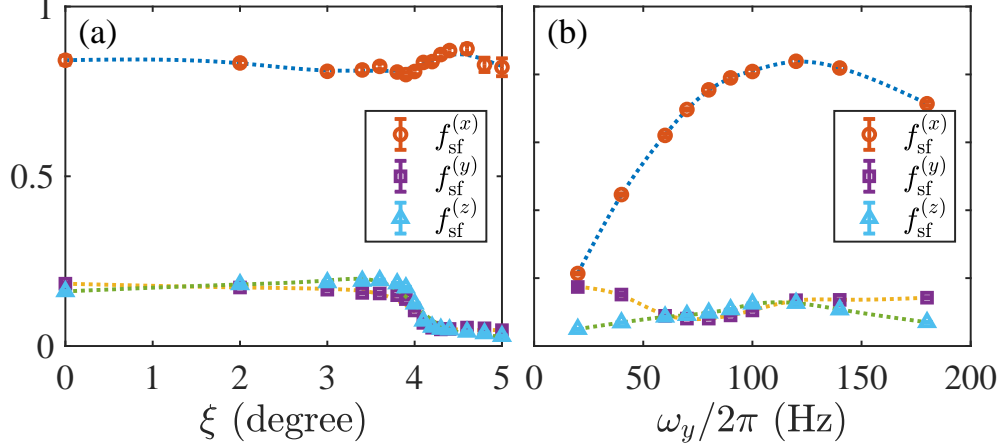 1
0.5
0
(a)
f_sf^(x)
f_sf^(y)
f_sf^(z)
0 1 2 3 4 5
ξ (degree)
(b)
f_sf^(x)
f_sf^(y)
f_sf^(z)
0 50 100 150 200
ω_y/2π (Hz)